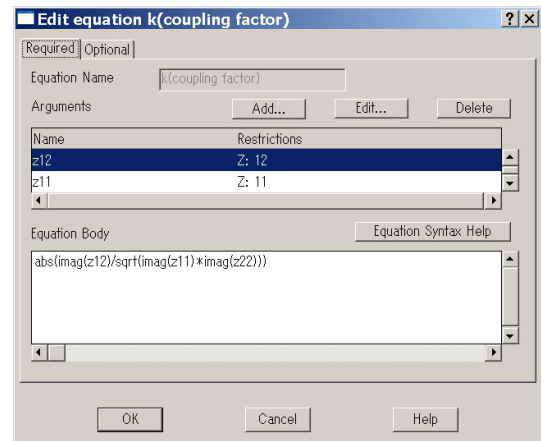 Edit equation k(coupling factor)
Required Optional
Equation Name k(coupling factor)
Arguments Add... Edit... Delete
Name Restrictions
z12 Z: 12
z11 Z: 11
Equation Body Equation Syntax Help
abs(imag(z12)/sqrt(imag(z11)*imag(z22)))
OK Cancel Help